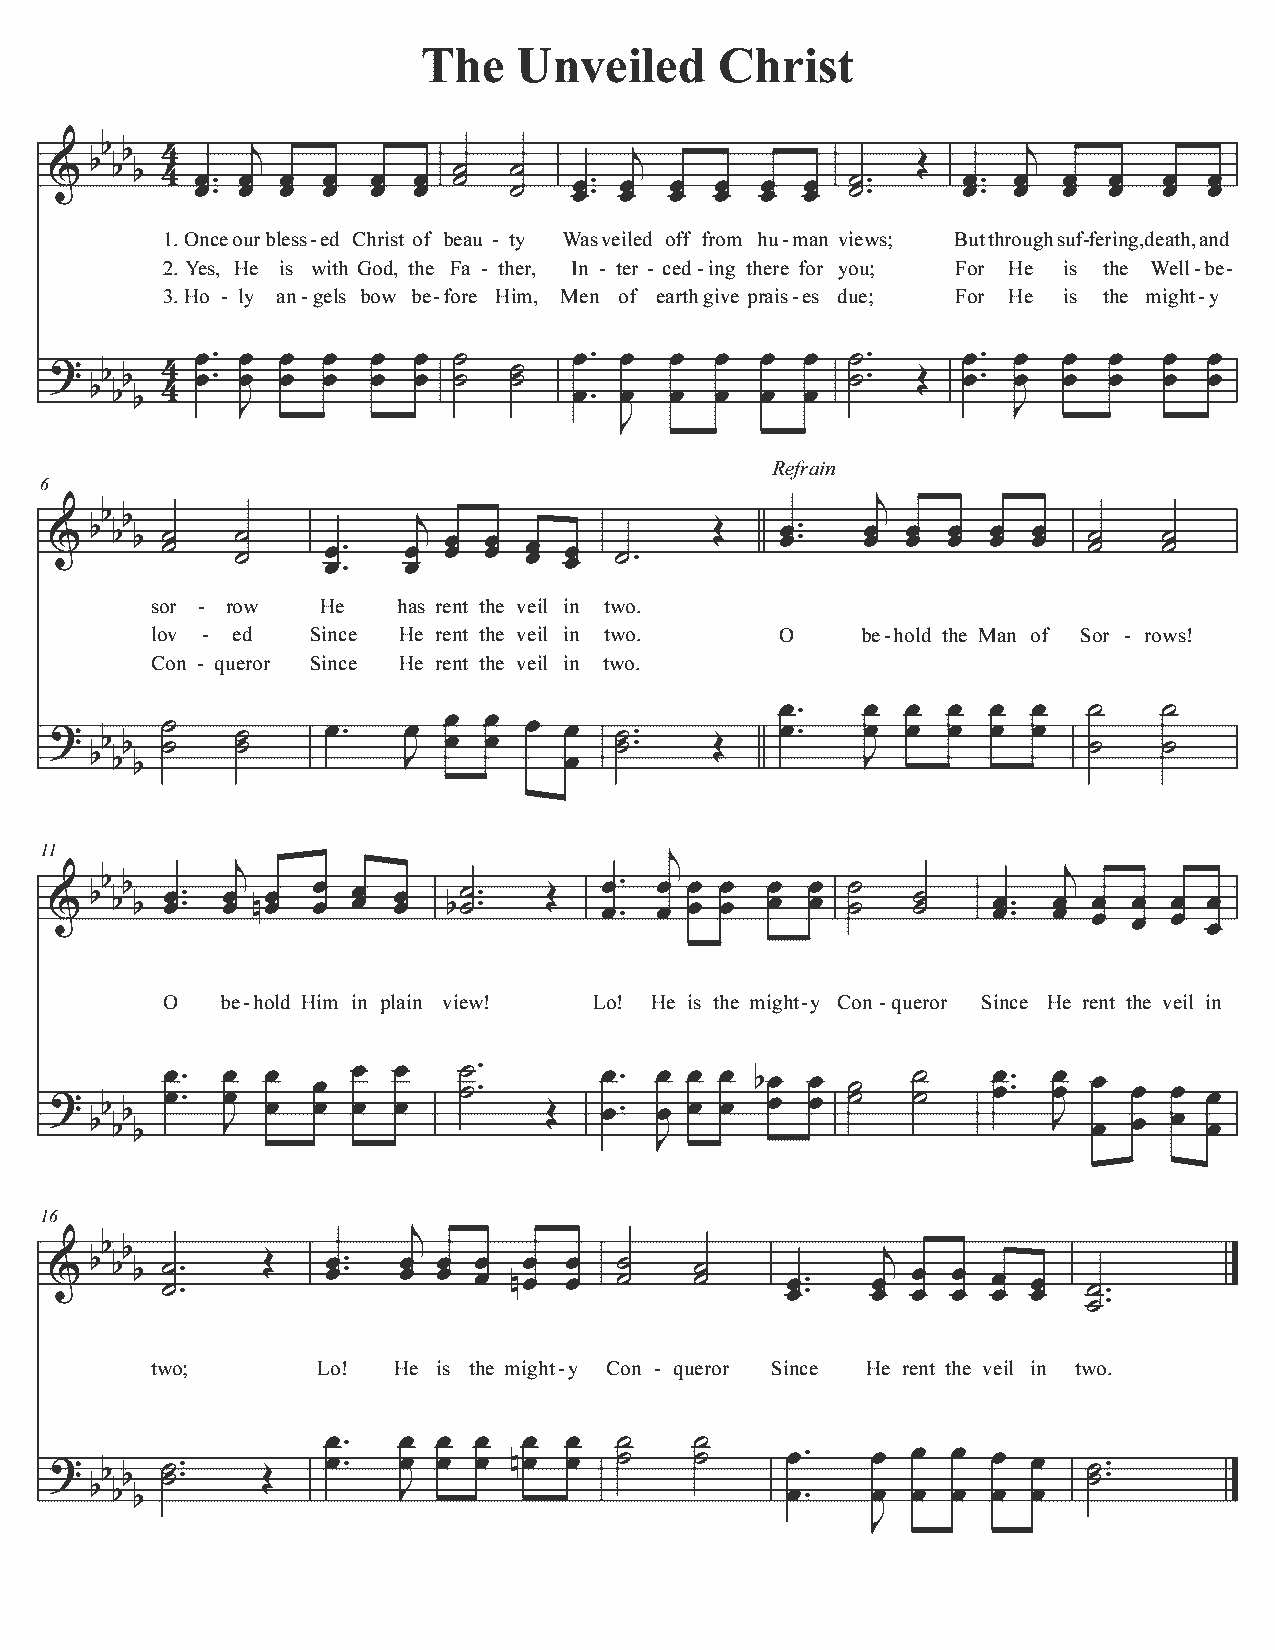 The Unveiled Christ
1. Once our bless - ed Christ of beau - ty Was veiled off from hu - man views; But through suf-fering, death, and
2. Yes, He is with God, the Fa - ther, In - ter - ced - ing there for you; For He is the Well - be-
3. Ho - ly an - gels bow be - fore Him, Men of earth give prais - es due; For He is the might - y
Refrain
6
sor - row He has rent the veil in two.
lov - ed Since He rent the veil in two. O be - hold the Man of Sor - rows!
Con - queror Since He rent the veil in two.
11
O be - hold Him in plain view! Lo! He is the might - y Con - queror Since He rent the veil in
16
two; Lo! He is the might - y Con - queror Since He rent the veil in two.